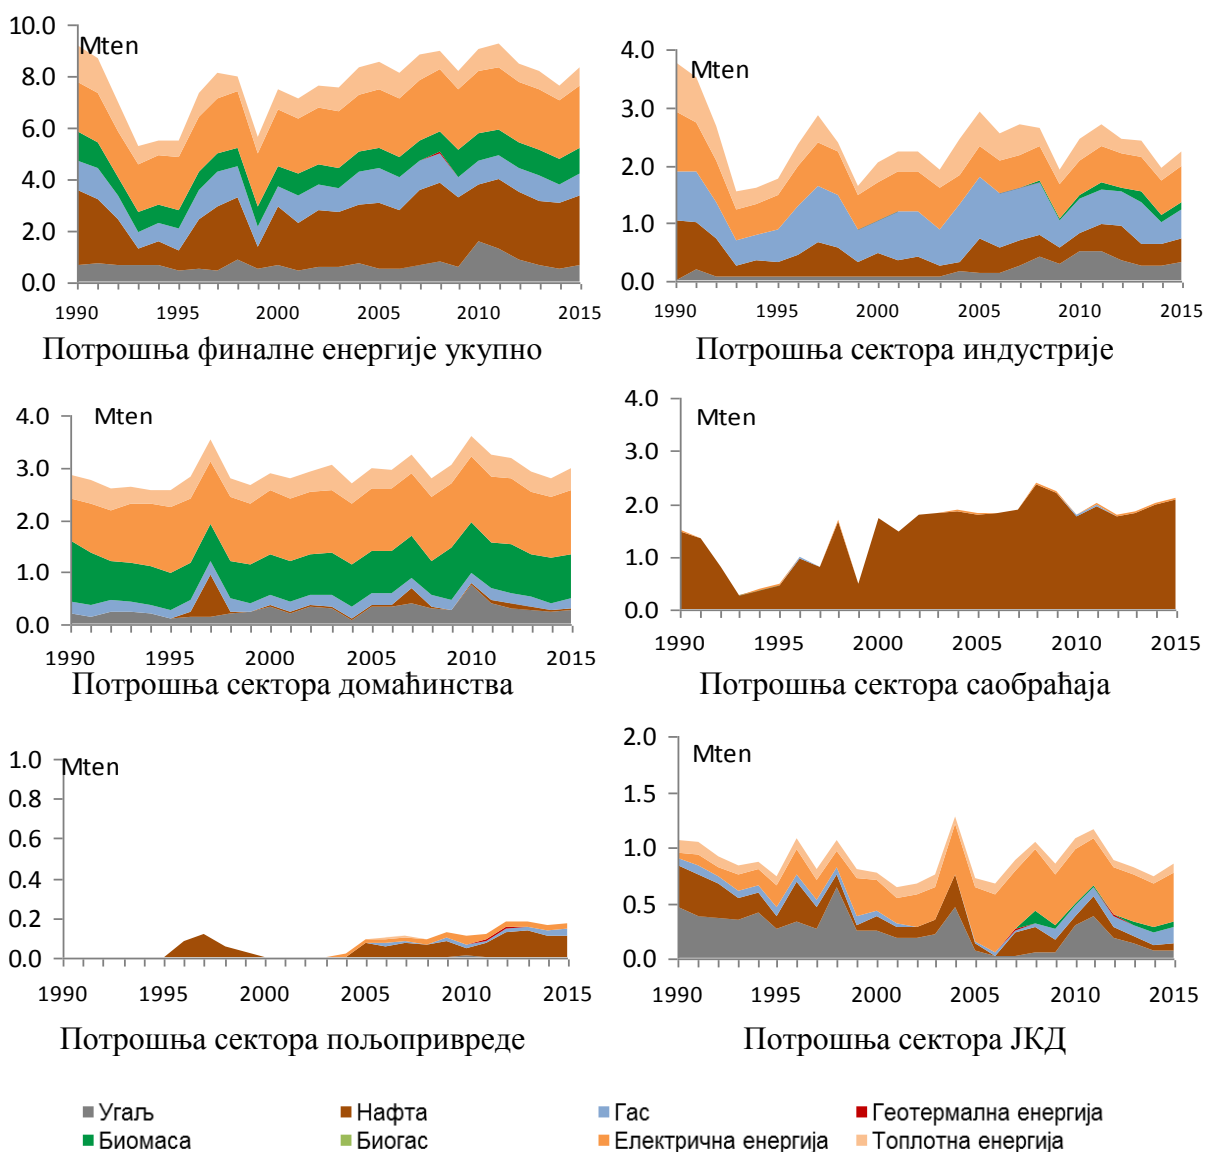 10.0
8.0
6.0
4.0
2.0
0.0
Mten
1990 1995 2000 2005 2010 2015
Потрошња финалне енергије укупно
4.0
3.0
2.0
1.0
0.0
Mten
1990 1995 2000 2005 2010 2015
Потрошња сектора индустрије
4.0
3.0
2.0
1.0
0.0
Mten
1990 1995 2000 2005 2010 2015
Потрошња сектора домаћинства
4.0
3.0
2.0
1.0
0.0
Mten
1990 1995 2000 2005 2010 2015
Потрошња сектора саобраћаја
1.0
0.8
0.6
0.4
0.2
0.0
Mten
1990 1995 2000 2005 2010 2015
Потрошња сектора пољопривреде
2.0
1.5
1.0
0.5
0.0
Mten
1990 1995 2000 2005 2010 2015
Потрошња сектора ЈКД
Угаљ Нафта Гас Геотермална енергија
Биомаса Биогас Електрична енергија Топлотна енергија